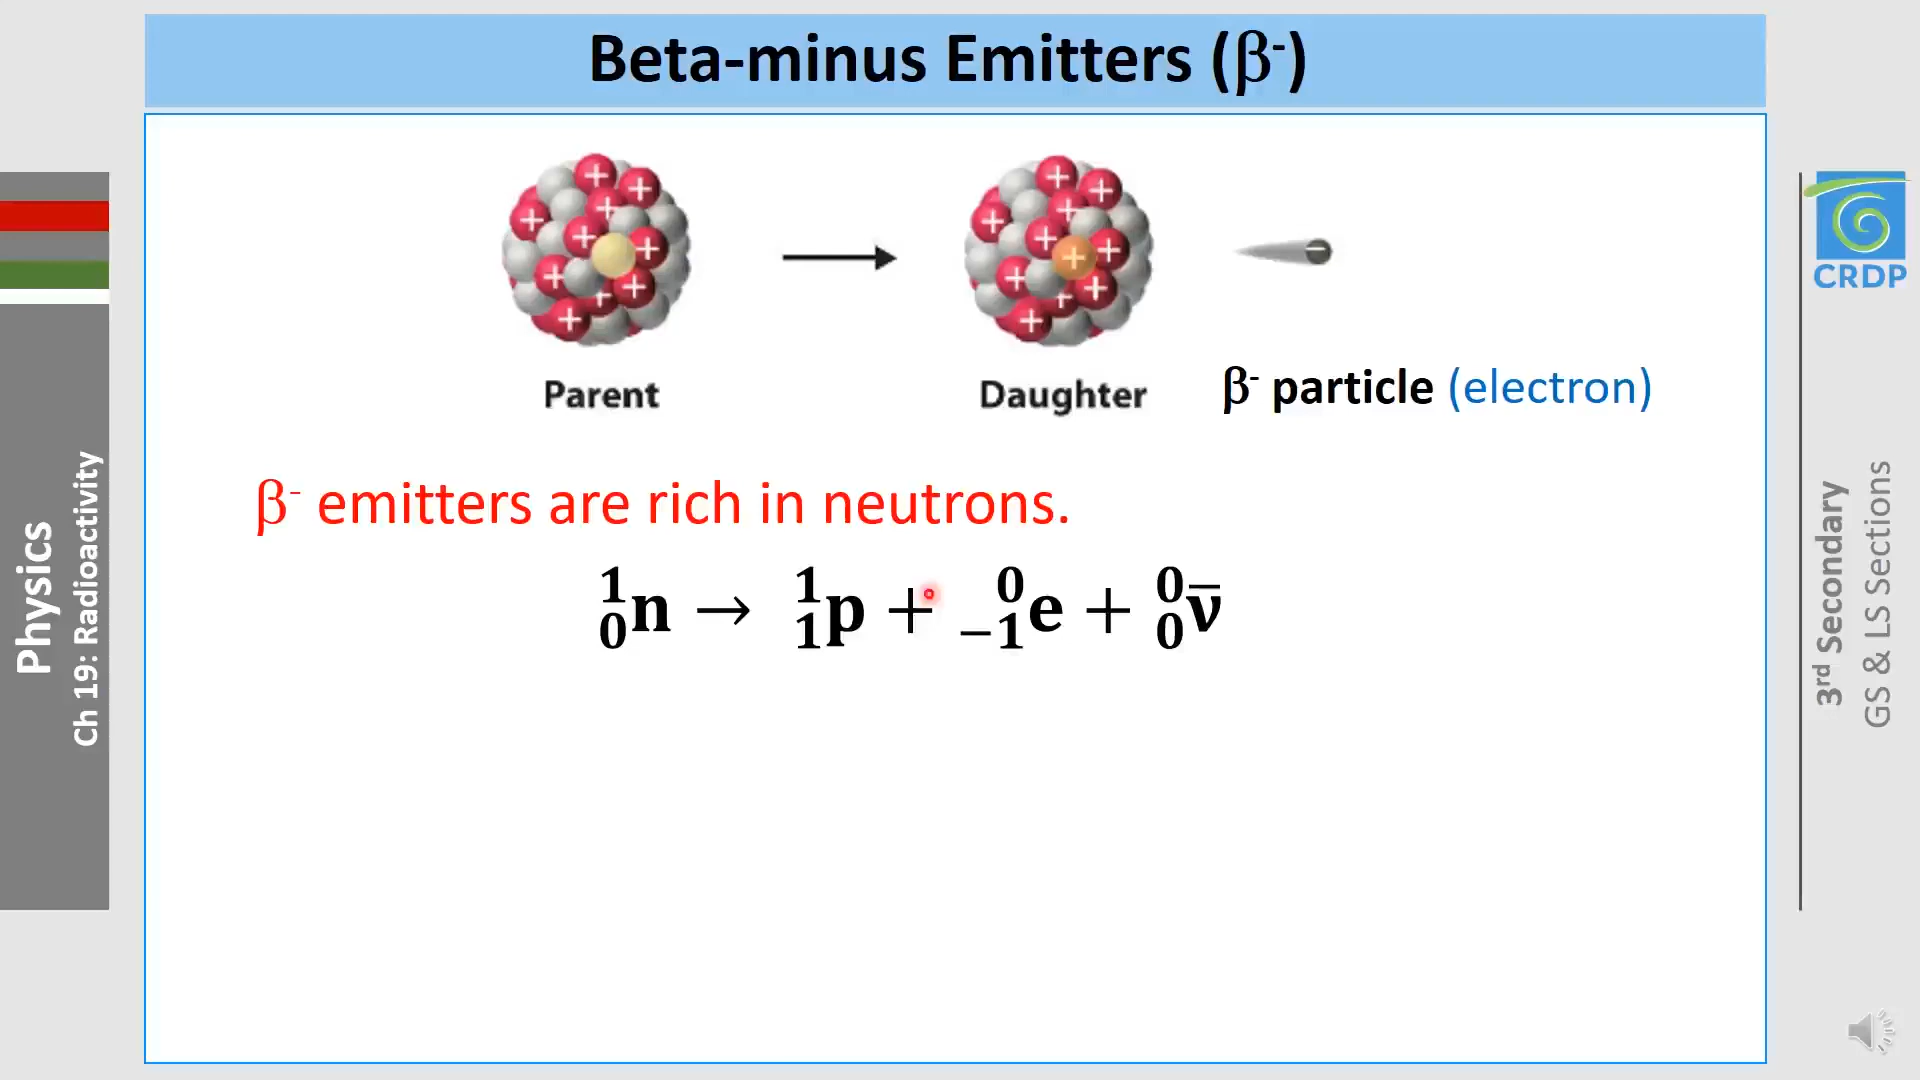 Beta-minus Emitters (β⁻)
Parent
Daughter
β⁻ particle (electron)
β⁻ emitters are rich in neutrons.
¹₀n → ¹₁p + ⁰₋₁e + ⁰₀ν̅
Physics
Ch 19: Radioactivity
CRDP
3ʳᵈ Secondary
GS & LS Sections